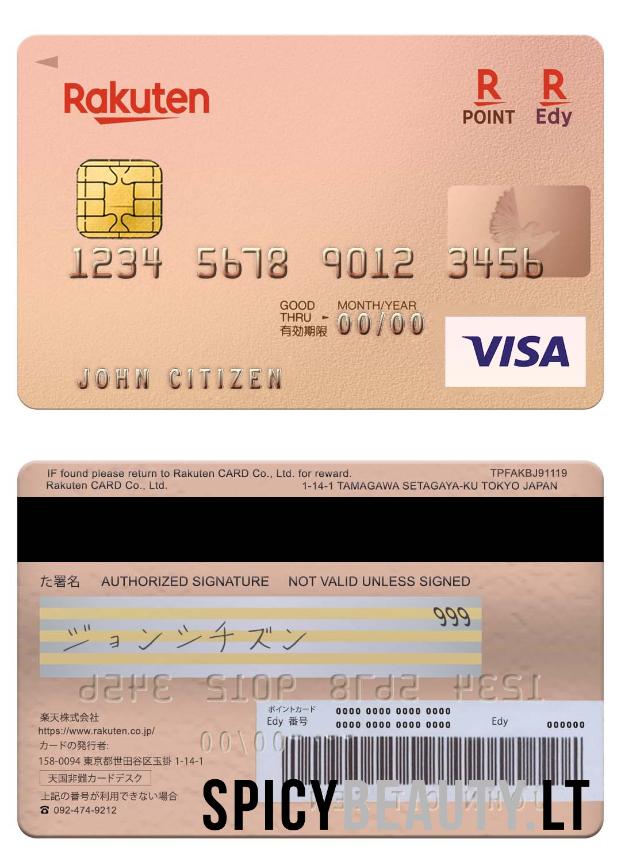 Rakuten
R POINT
R Edy
1234 5678 9012 3456
GOOD THRU
有効期限
MONTH/YEAR
00/00
VISA
JOHN CITIZEN
IF found please return to Rakuten CARD Co., Ltd. for reward.
TPFAKBJ91119
Rakuten CARD Co., Ltd.
1-14-1 TAMAGAWA SETAGAYA-KU TOKYO JAPAN
た署名 AUTHORIZED SIGNATURE NOT VALID UNLESS SIGNED
999
ジョンシチズン
ポイントカード 0000 0000 0000 0000
Edy 番号 0000 0000 0000 0000 Edy 000000
楽天株式会社
https://www.rakuten.co.jp/
カードの発行者:
158-0094 東京都世田谷区玉掛 1-14-1
天国非難カードデスク
上記の番号が利用できない場合
☎ 092-474-9212
00/00
SPICYBEAUTY.LT